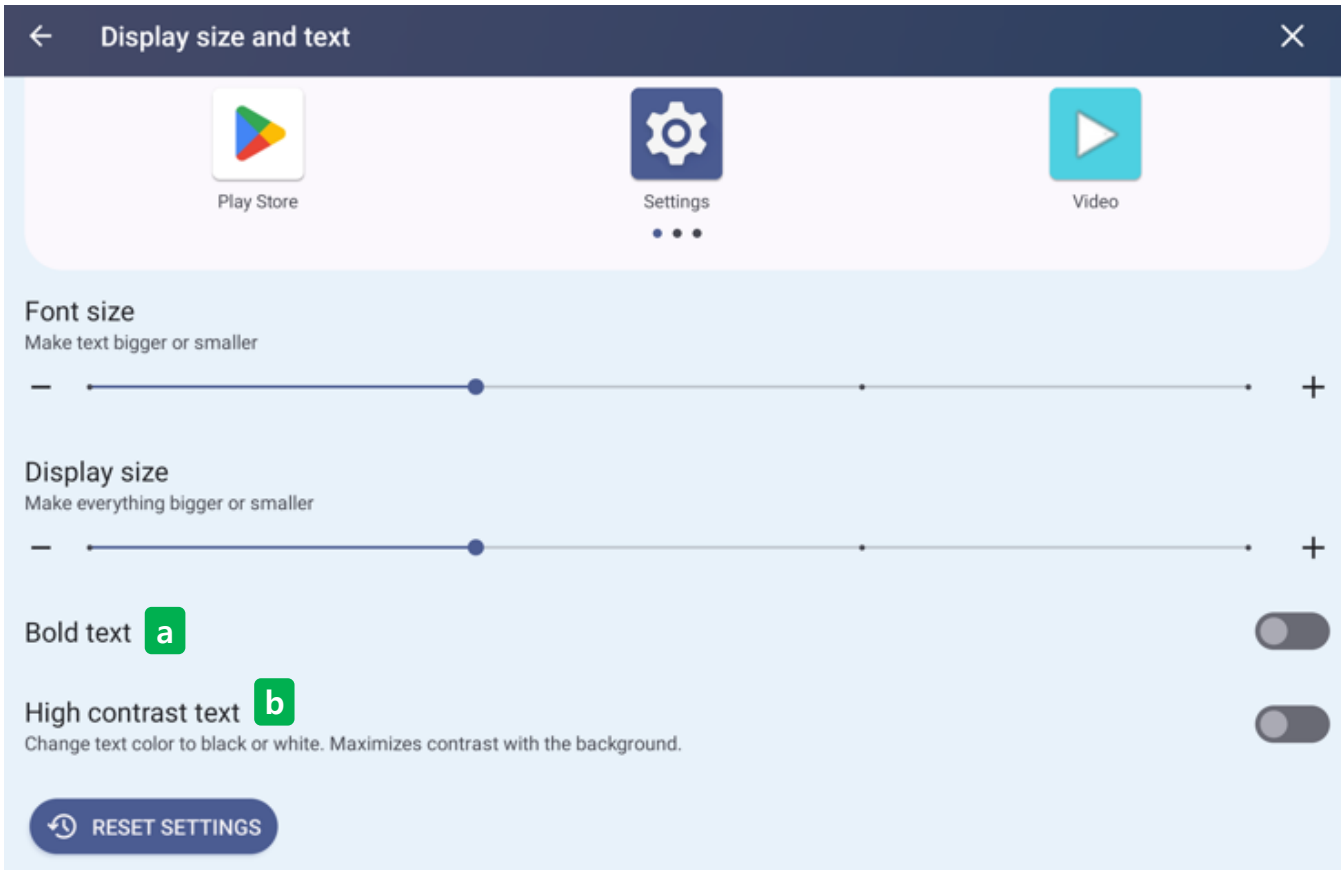 Display size and text
Play Store
Settings
Video
Font size
Make text bigger or smaller
Display size
Make everything bigger or smaller
Bold text a
High contrast text b
Change text color to black or white. Maximizes contrast with the background.
RESET SETTINGS